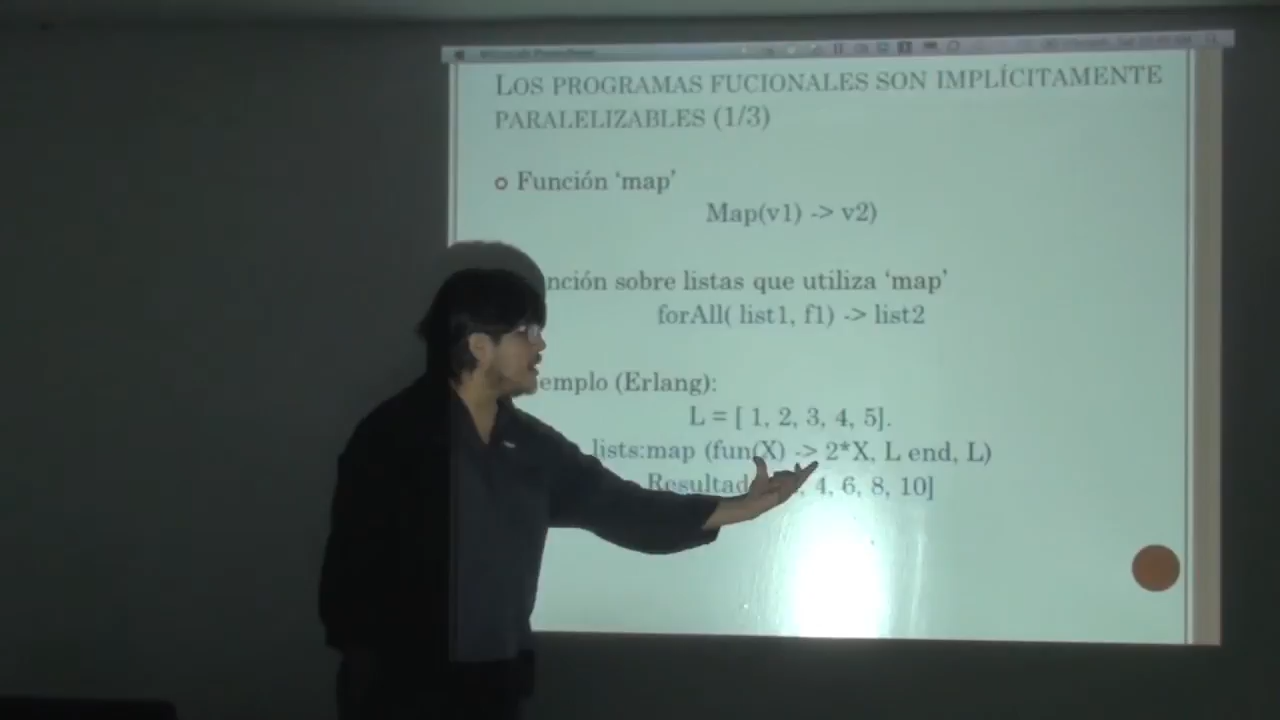 LOS PROGRAMAS FUCIONALES SON IMPLÍCITAMENTE
PARALELIZABLES (1/3)
Función ‘map’
Map(v1) -> v2)
nción sobre listas que utiliza ‘map’
forAll( list1, f1) -> list2
emplo (Erlang):
L = [ 1, 2, 3, 4, 5].
lists:map (fun(X) -> 2*X, L end, L)
Resultad 4, 6, 8, 10]